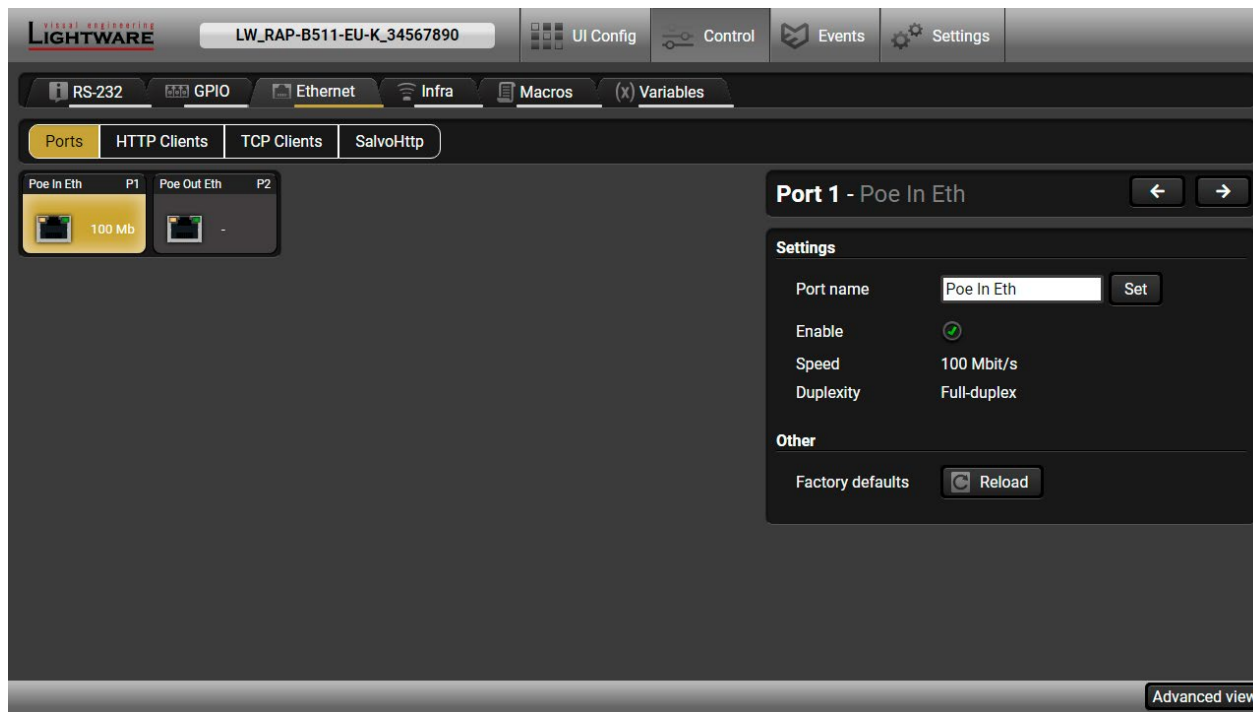 visual engineering
LIGHTWARE
LW_RAP-B511-EU-K_34567890
UI Config
Control
Events
Settings
RS-232
GPIO
Ethernet
Infra
Macros
(x) Variables
Ports
HTTP Clients
TCP Clients
SalvoHttp
Poe In Eth P1
100 Mb
Poe Out Eth P2
-
Port 1 - Poe In Eth
Settings
Port name Poe In Eth Set
Enable
Speed 100 Mbit/s
Duplexity Full-duplex
Other
Factory defaults Reload
Advanced view